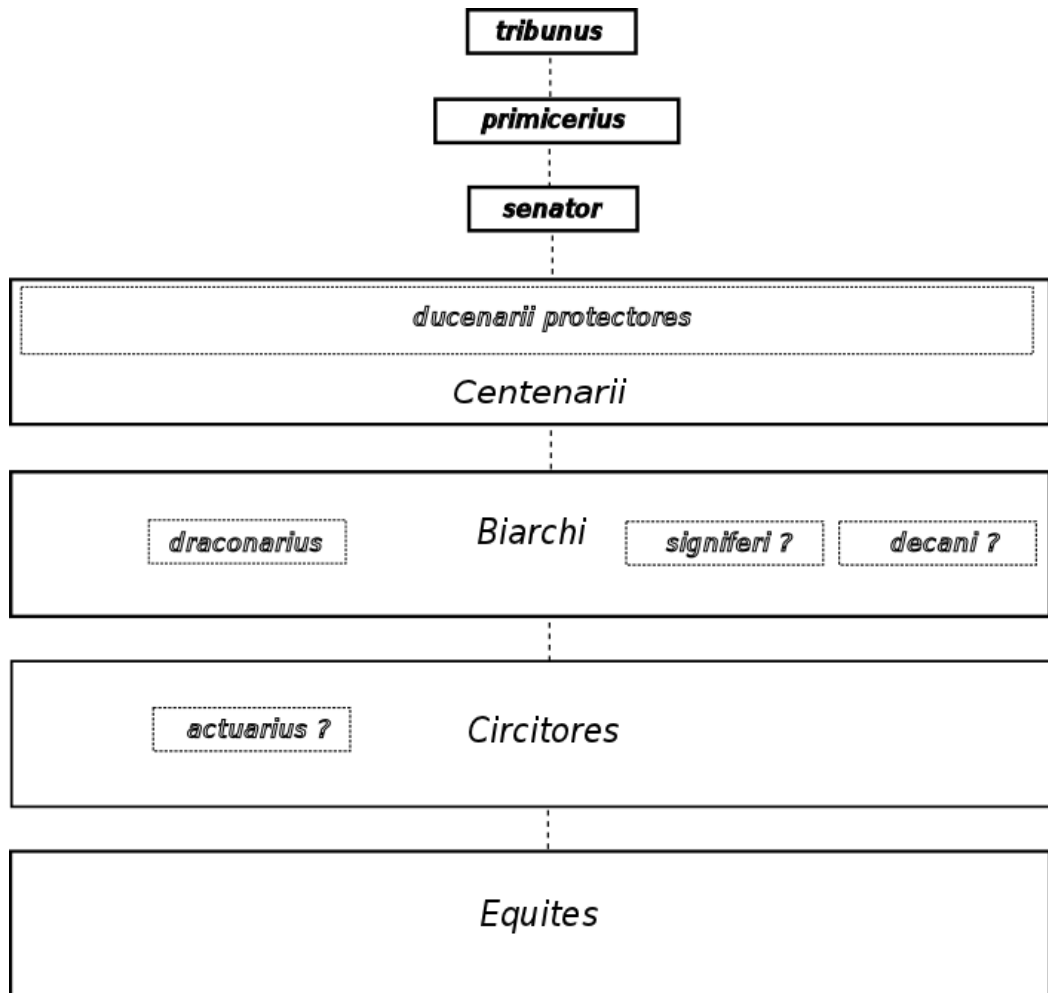 tribunus
primicerius
senator
ducenarii protectores
Centenarii
draconarius
Biarchi
signiferi ?
decani ?
actuarius ?
Circitores
Equites